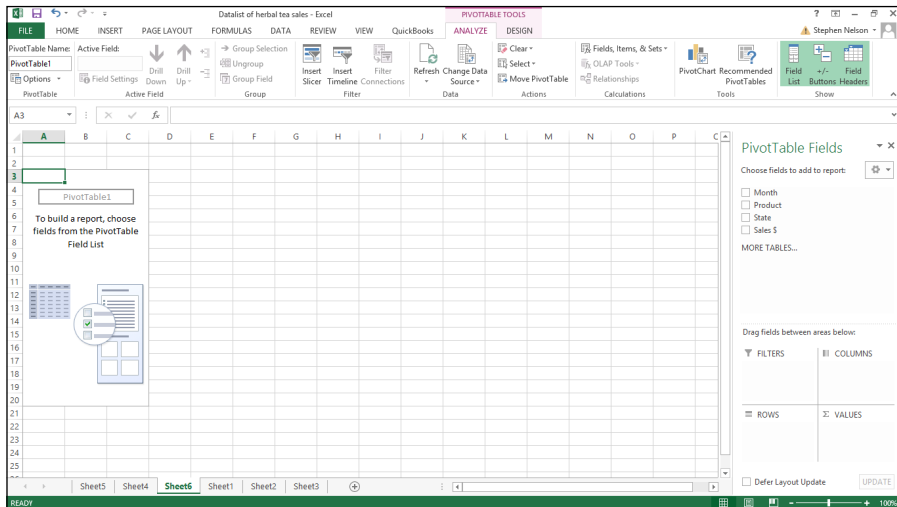 Datalist of herbal tea sales - Excel
PIVOTTABLE TOOLS
FILE HOME INSERT PAGE LAYOUT FORMULAS DATA REVIEW VIEW QuickBooks ANALYZE DESIGN
Stephen Nelson
PivotTable Name:
PivotTable1
Options
PivotTable
Active Field:
Field Settings
Drill Down
Drill Up
Active Field
Group Selection
Ungroup
Group Field
Group
Insert Slicer
Insert Timeline
Filter Connections
Filter
Refresh
Change Data Source
Data
Clear
Select
Move PivotTable
Actions
Fields, Items, & Sets
OLAP Tools
Relationships
Calculations
PivotChart
Recommended PivotTables
Tools
Field List
+/- Buttons
Field Headers
Show
A3
fx
A B C D E F G H I J K L M N O P
1
2
3
4
5
6
7
8
9
10
11
12
13
14
15
16
17
18
19
20
21
22
23
24
25
PivotTable1
To build a report, choose
fields from the PivotTable
Field List
PivotTable Fields
Choose fields to add to report:
Month
Product
State
Sales $
MORE TABLES...
Drag fields between areas below:
FILTERS
COLUMNS
ROWS
Σ VALUES
Defer Layout Update
UPDATE
Sheet5 Sheet4 Sheet6 Sheet1 Sheet2 Sheet3
READY
100%